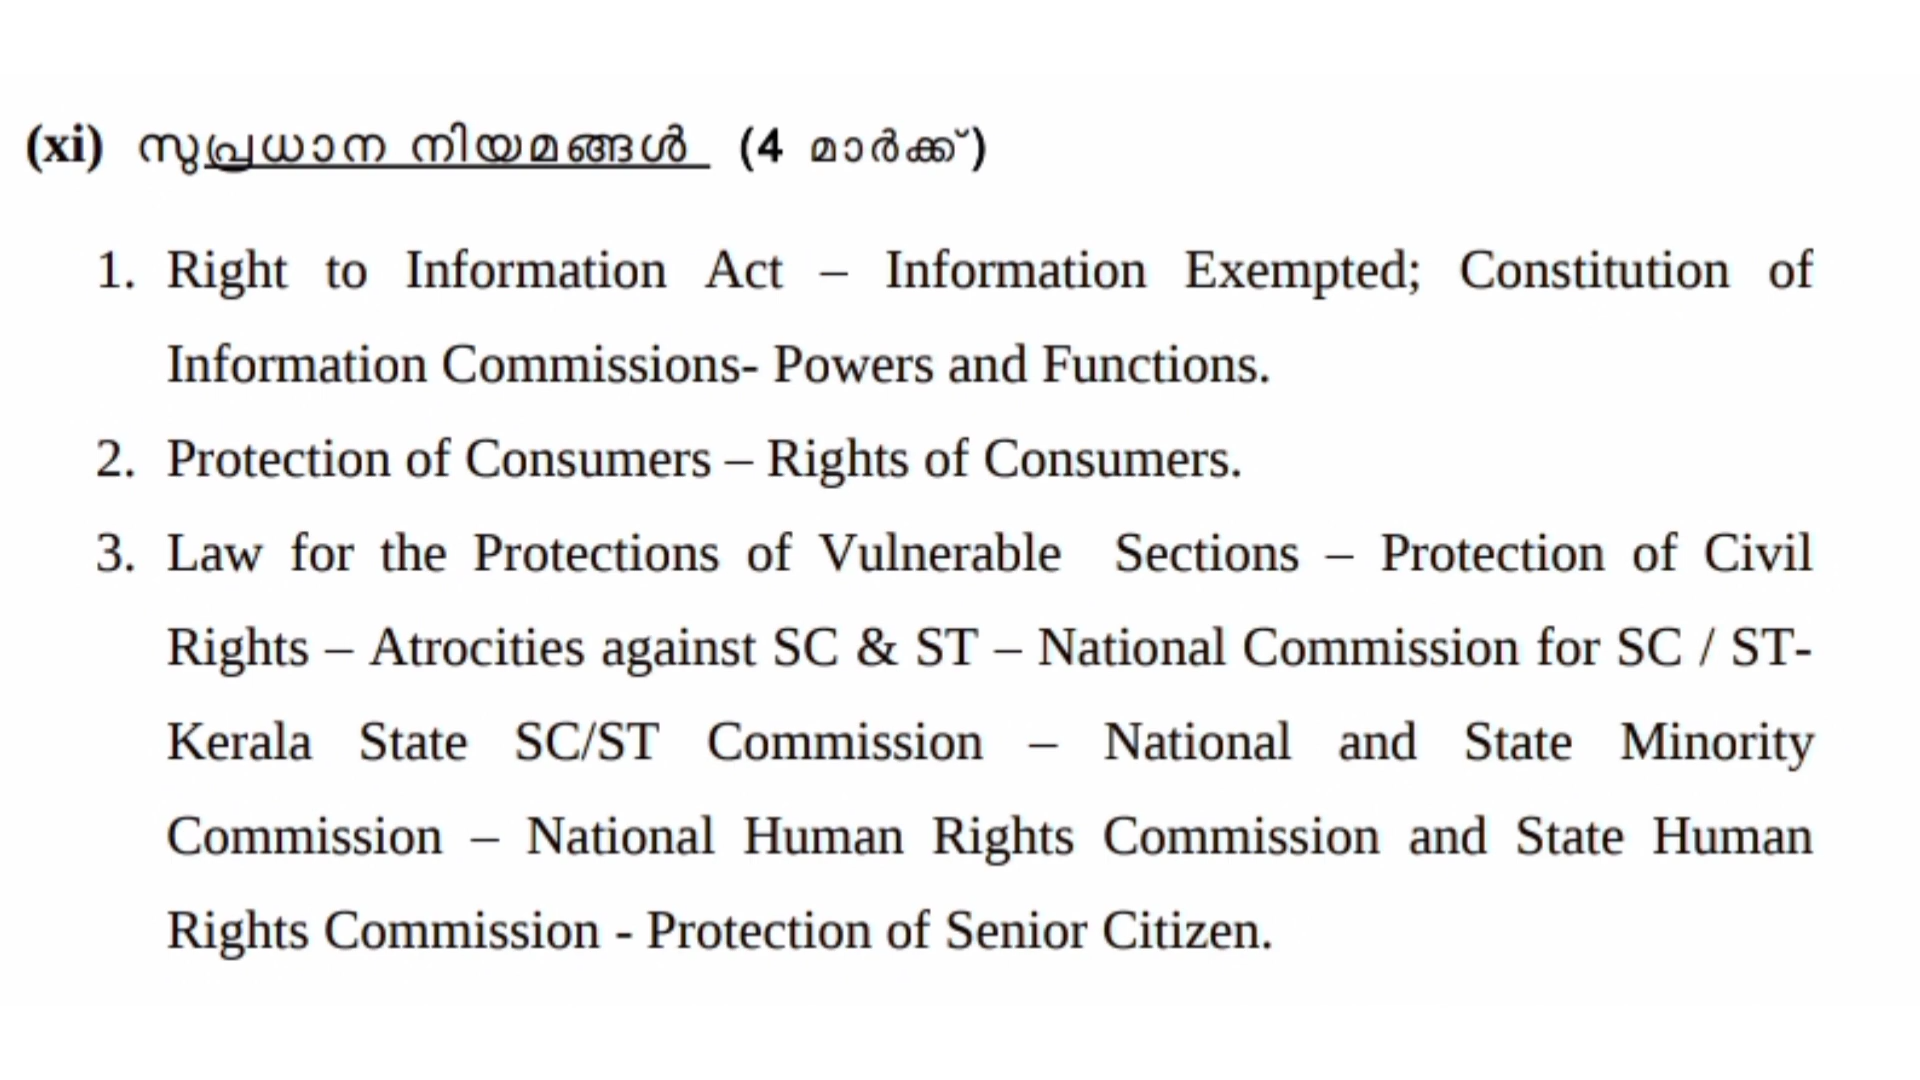 (xi) സുപ്രധാന നിയമങ്ങൾ (4 മാർക്ക്)
1. Right to Information Act – Information Exempted; Constitution of
Information Commissions- Powers and Functions.
2. Protection of Consumers – Rights of Consumers.
3. Law for the Protections of Vulnerable Sections – Protection of Civil
Rights – Atrocities against SC & ST – National Commission for SC / ST-
Kerala State SC/ST Commission – National and State Minority
Commission – National Human Rights Commission and State Human
Rights Commission - Protection of Senior Citizen.